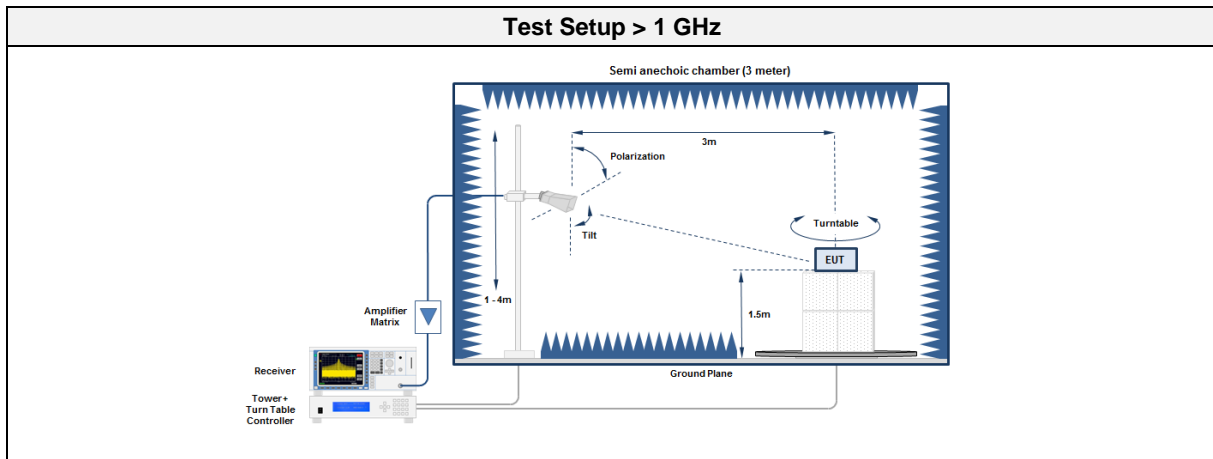 Test Setup > 1 GHz
Semi anechoic chamber (3 meter)
3m
Polarization
Tilt
Turntable
EUT
1 - 4m
1.5m
Amplifier
Matrix
Ground Plane
Receiver
Tower+
Turn Table
Controller